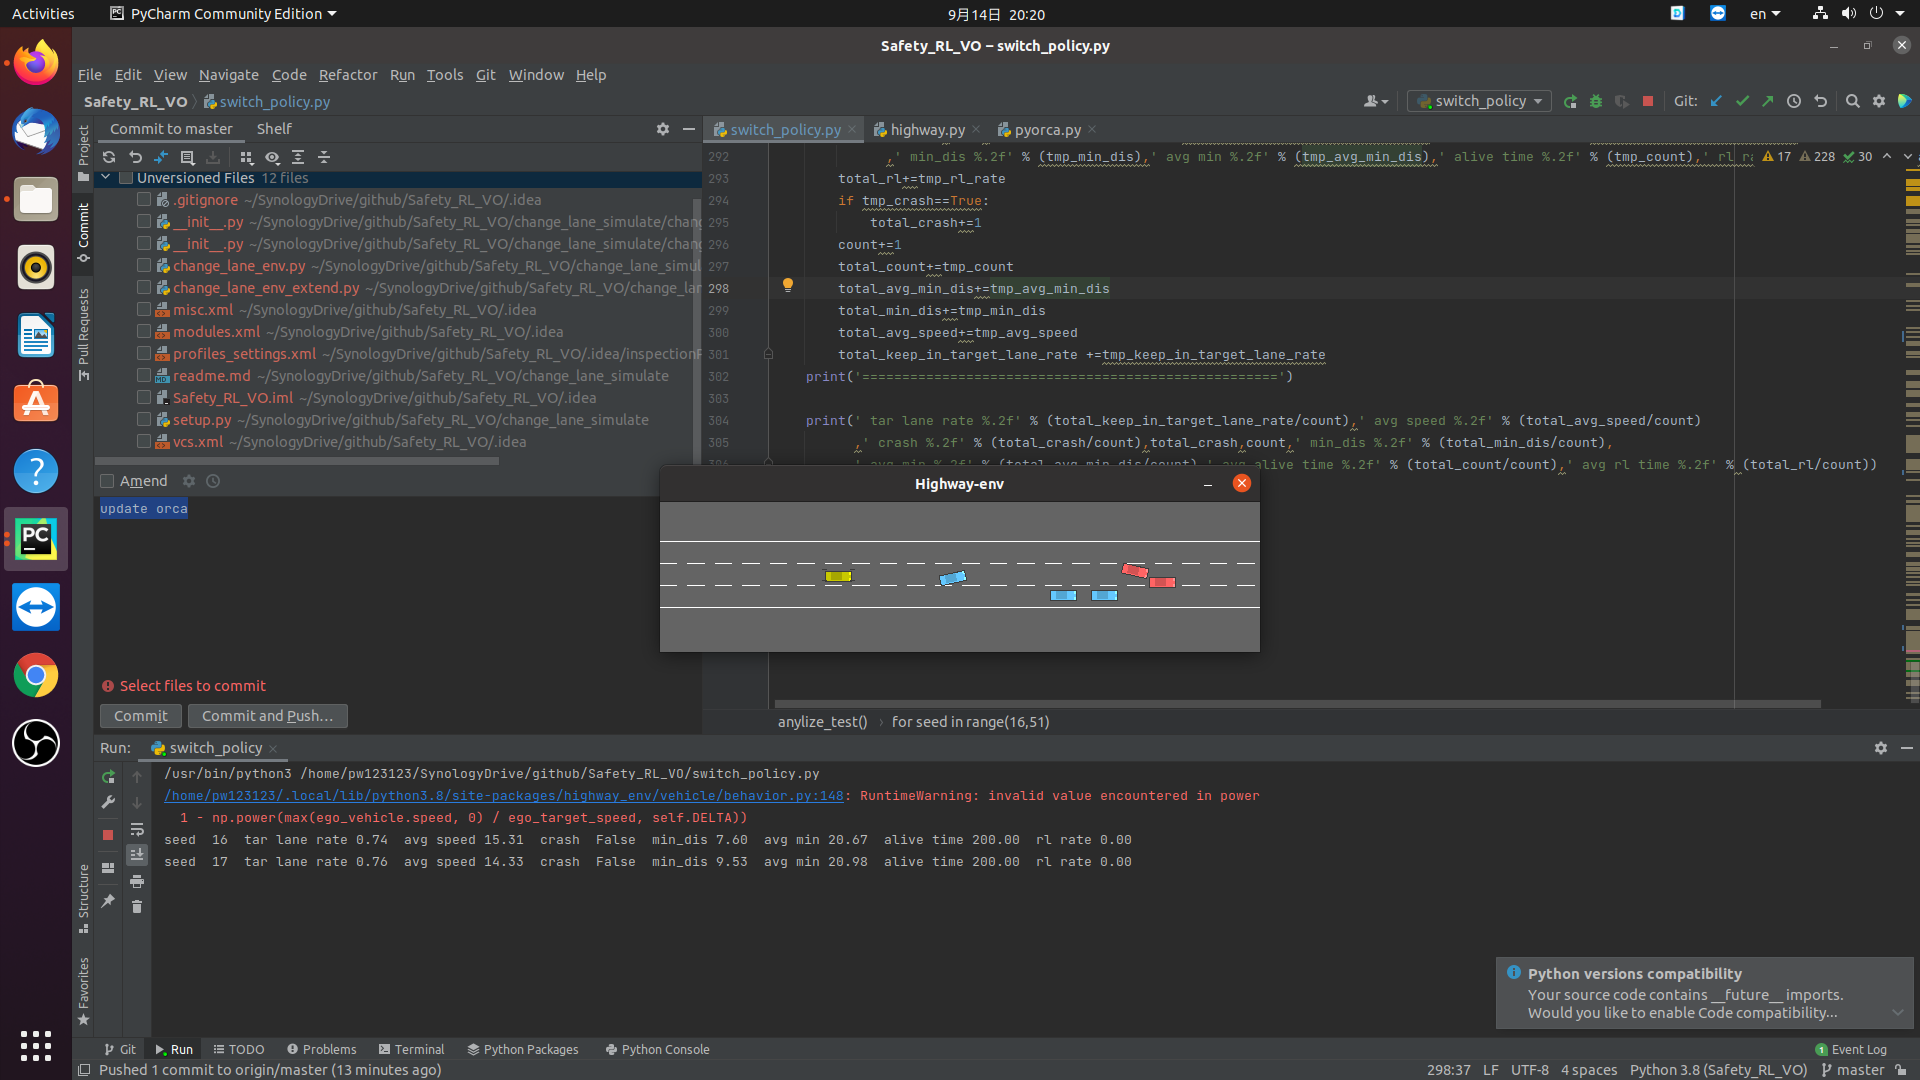 Activities
PyCharm Community Edition
9月14日 20:20
en
Safety_RL_VO – switch_policy.py
File Edit View Navigate Code Refactor Run Tools Git Window Help
Safety_RL_VO
switch_policy.py
switch_policy
Git:
Project
Commit
Pull Requests
Structure
Favorites
Commit to master
Shelf
Unversioned Files 12 files
.gitignore ~/SynologyDrive/github/Safety_RL_VO/.idea
__init__.py ~/SynologyDrive/github/Safety_RL_VO/change_lane_simulate/chang
__init__.py ~/SynologyDrive/github/Safety_RL_VO/change_lane_simulate/chang
change_lane_env.py ~/SynologyDrive/github/Safety_RL_VO/change_lane_simul
change_lane_env_extend.py ~/SynologyDrive/github/Safety_RL_VO/change_lar
misc.xml ~/SynologyDrive/github/Safety_RL_VO/.idea
modules.xml ~/SynologyDrive/github/Safety_RL_VO/.idea
profiles_settings.xml ~/SynologyDrive/github/Safety_RL_VO/.idea/inspectionP
readme.md ~/SynologyDrive/github/Safety_RL_VO/change_lane_simulate
Safety_RL_VO.iml ~/SynologyDrive/github/Safety_RL_VO/.idea
setup.py ~/SynologyDrive/github/Safety_RL_VO/change_lane_simulate
vcs.xml ~/SynologyDrive/github/Safety_RL_VO/.idea
Amend
update orca
Select files to commit
Commit
Commit and Push...
switch_policy.py
highway.py
pyorca.py
17 228 30
292 ,' min_dis %.2f' % (tmp_min_dis),' avg min %.2f' % (tmp_avg_min_dis),' alive time %.2f' % (tmp_count),' rl ra
293 total_rl+=tmp_rl_rate
294 if tmp_crash==True:
295 total_crash+=1
296 count+=1
297 total_count+=tmp_count
298 total_avg_min_dis+=tmp_avg_min_dis
299 total_min_dis+=tmp_min_dis
300 total_avg_speed+=tmp_avg_speed
301 total_keep_in_target_lane_rate +=tmp_keep_in_target_lane_rate
302 print('====================================================')
303
304 print(' tar lane rate %.2f' % (total_keep_in_target_lane_rate/count),' avg speed %.2f' % (total_avg_speed/count)
305 ,' crash %.2f' % (total_crash/count),total_crash,count,' min_dis %.2f' % (total_min_dis/count),
306 ,' avg min %.2f' % (total_avg_min_dis/count),' avg alive time %.2f' % (total_count/count),' avg rl time %.2f' % (total_rl/count))
Highway-env
anylize_test() › for seed in range(16,51)
Run:
switch_policy
/usr/bin/python3 /home/pw123123/SynologyDrive/github/Safety_RL_VO/switch_policy.py
/home/pw123123/.local/lib/python3.8/site-packages/highway_env/vehicle/behavior.py:148: RuntimeWarning: invalid value encountered in power
1 - np.power(max(ego_vehicle.speed, 0) / ego_target_speed, self.DELTA))
seed 16 tar lane rate 0.74 avg speed 15.31 crash False min_dis 7.60 avg min 20.67 alive time 200.00 rl rate 0.00
seed 17 tar lane rate 0.76 avg speed 14.33 crash False min_dis 9.53 avg min 20.98 alive time 200.00 rl rate 0.00
Python versions compatibility
Your source code contains __future__ imports.
Would you like to enable Code compatibility...
Git
Run
TODO
Problems
Terminal
Python Packages
Python Console
1 Event Log
Pushed 1 commit to origin/master (13 minutes ago)
298:37 LF UTF-8 4 spaces Python 3.8 (Safety_RL_VO) master